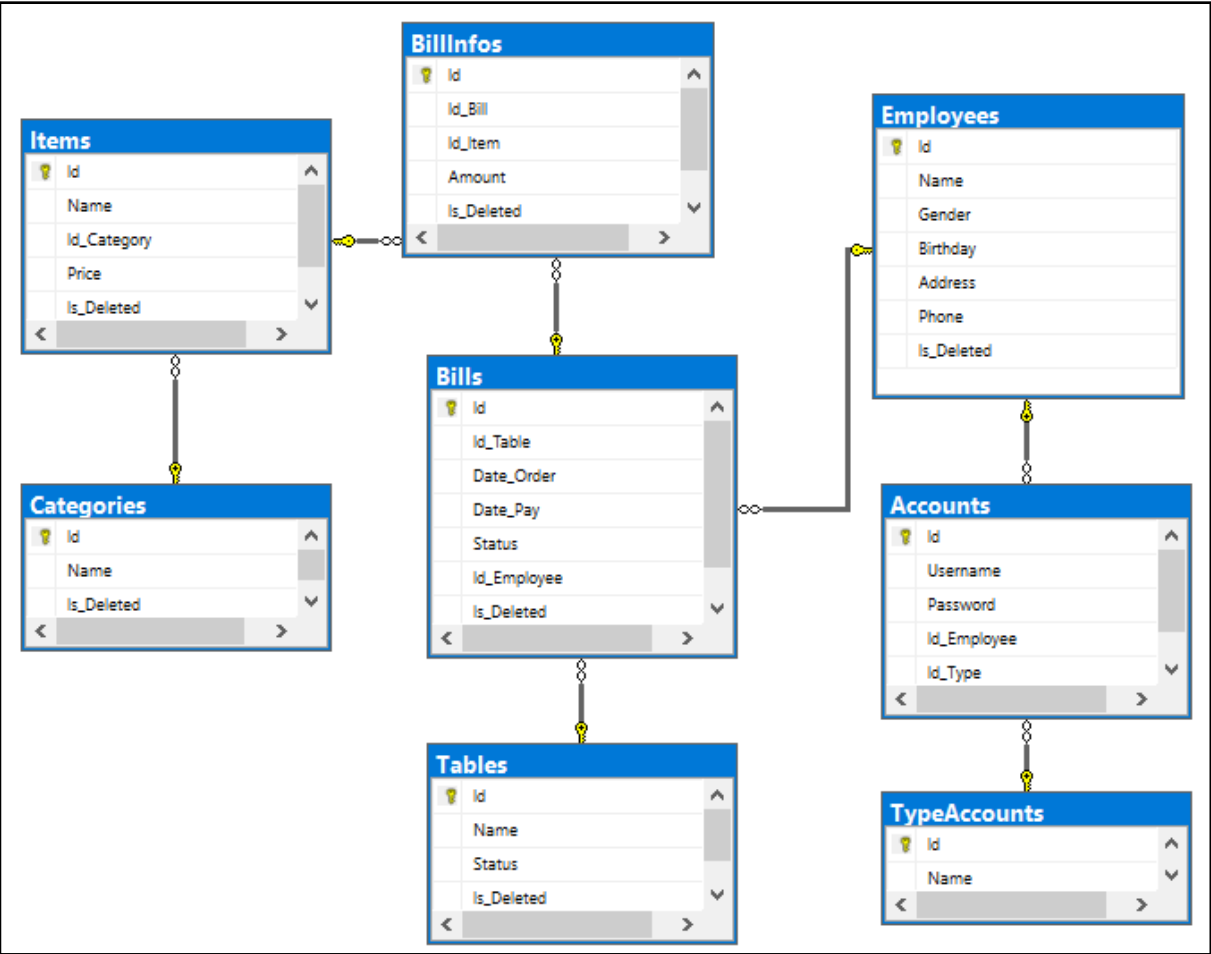 BillInfos
Id
Id_Bill
Id_Item
Amount
Is_Deleted
Items
Id
Name
Id_Category
Price
Is_Deleted
Employees
Id
Name
Gender
Birthday
Address
Phone
Is_Deleted
Bills
Id
Id_Table
Date_Order
Date_Pay
Status
Id_Employee
Is_Deleted
Categories
Id
Name
Is_Deleted
Accounts
Id
Username
Password
Id_Employee
Id_Type
Tables
Id
Name
Status
Is_Deleted
TypeAccounts
Id
Name